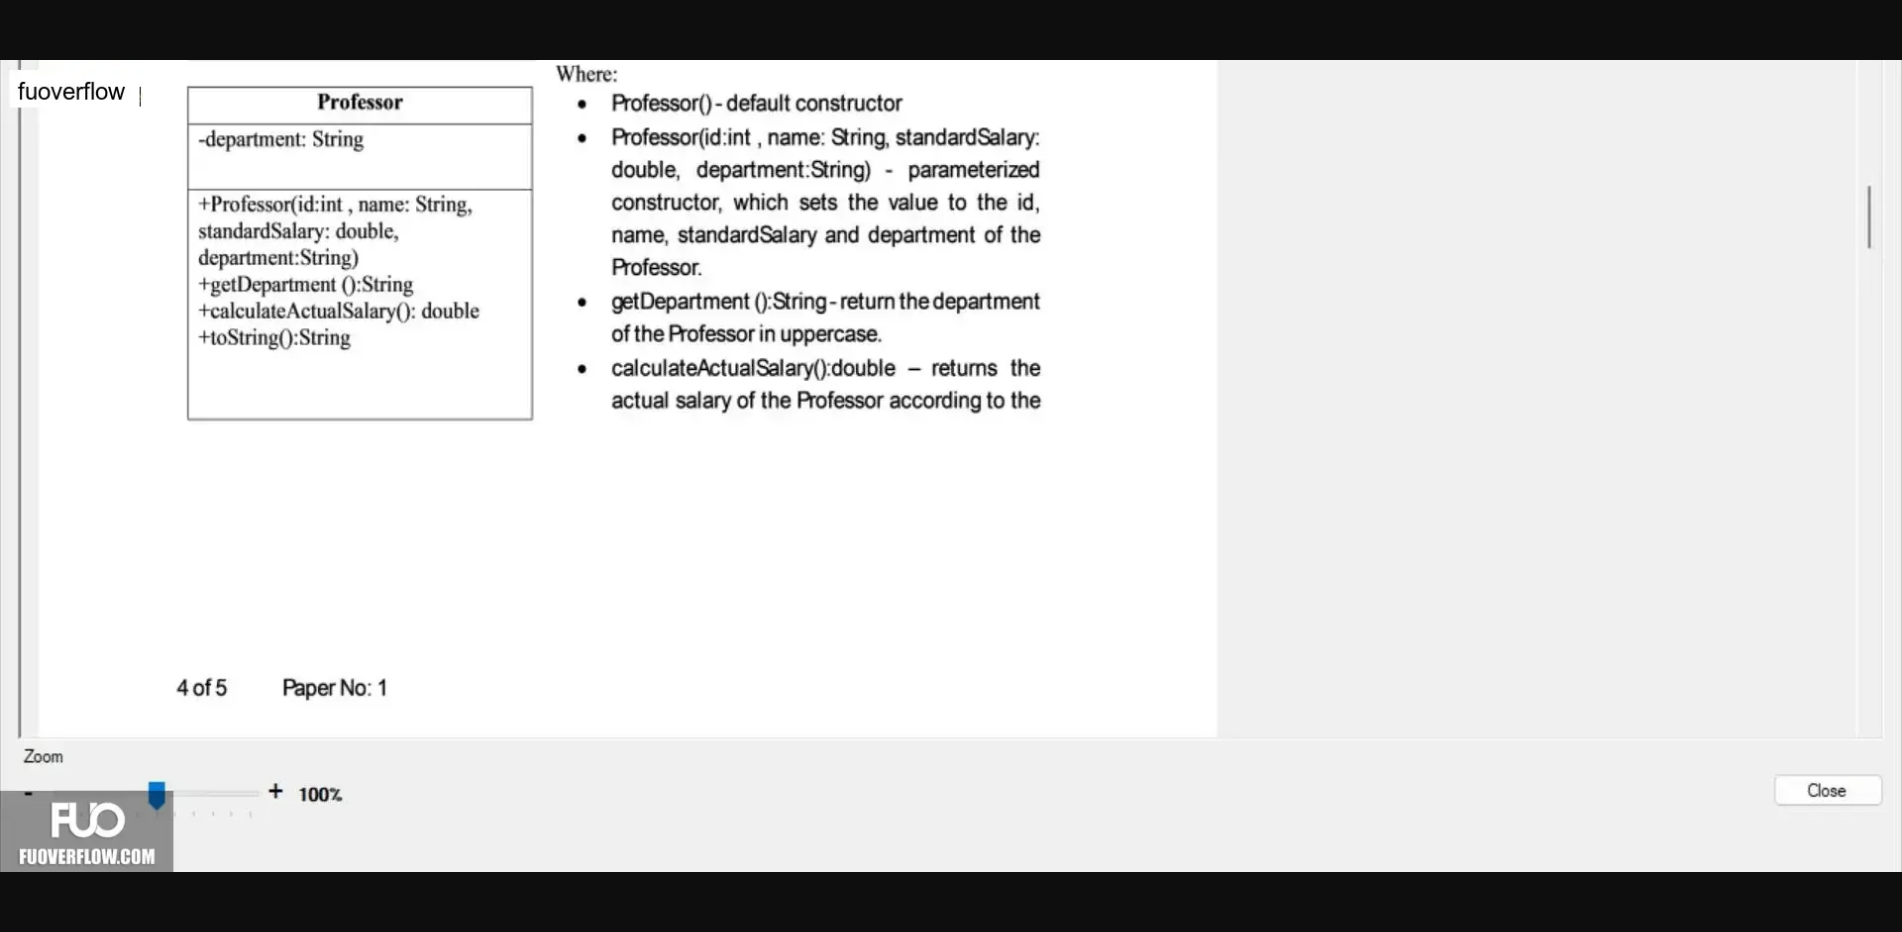 fuoverflow |
Professor
-department: String
+Professor(id:int , name: String,
standardSalary: double,
department:String)
+getDepartment ():String
+calculateActualSalary(): double
+toString():String
Where:
• Professor() - default constructor
• Professor(id:int , name: String, standardSalary:
double, department:String) - parameterized
constructor, which sets the value to the id,
name, standardSalary and department of the
Professor.
• getDepartment ():String - return the department
of the Professor in uppercase.
• calculateActualSalary():double – returns the
actual salary of the Professor according to the
4 of 5 Paper No: 1
Zoom
- + 100%
Close
FUO
FUOVERFLOW.COM